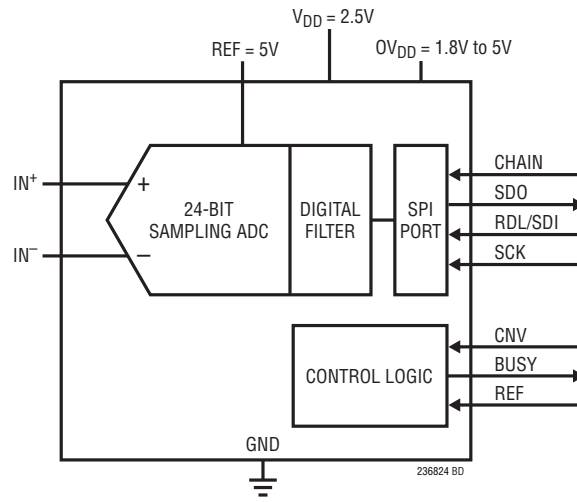 V_DD = 2.5V
REF = 5V
OV_DD = 1.8V to 5V
IN⁺
IN⁻
+
−
24-BIT
SAMPLING ADC
DIGITAL
FILTER
SPI
PORT
CHAIN
SDO
RDL/SDI
SCK
CONTROL LOGIC
CNV
BUSY
REF
GND
236824 BD